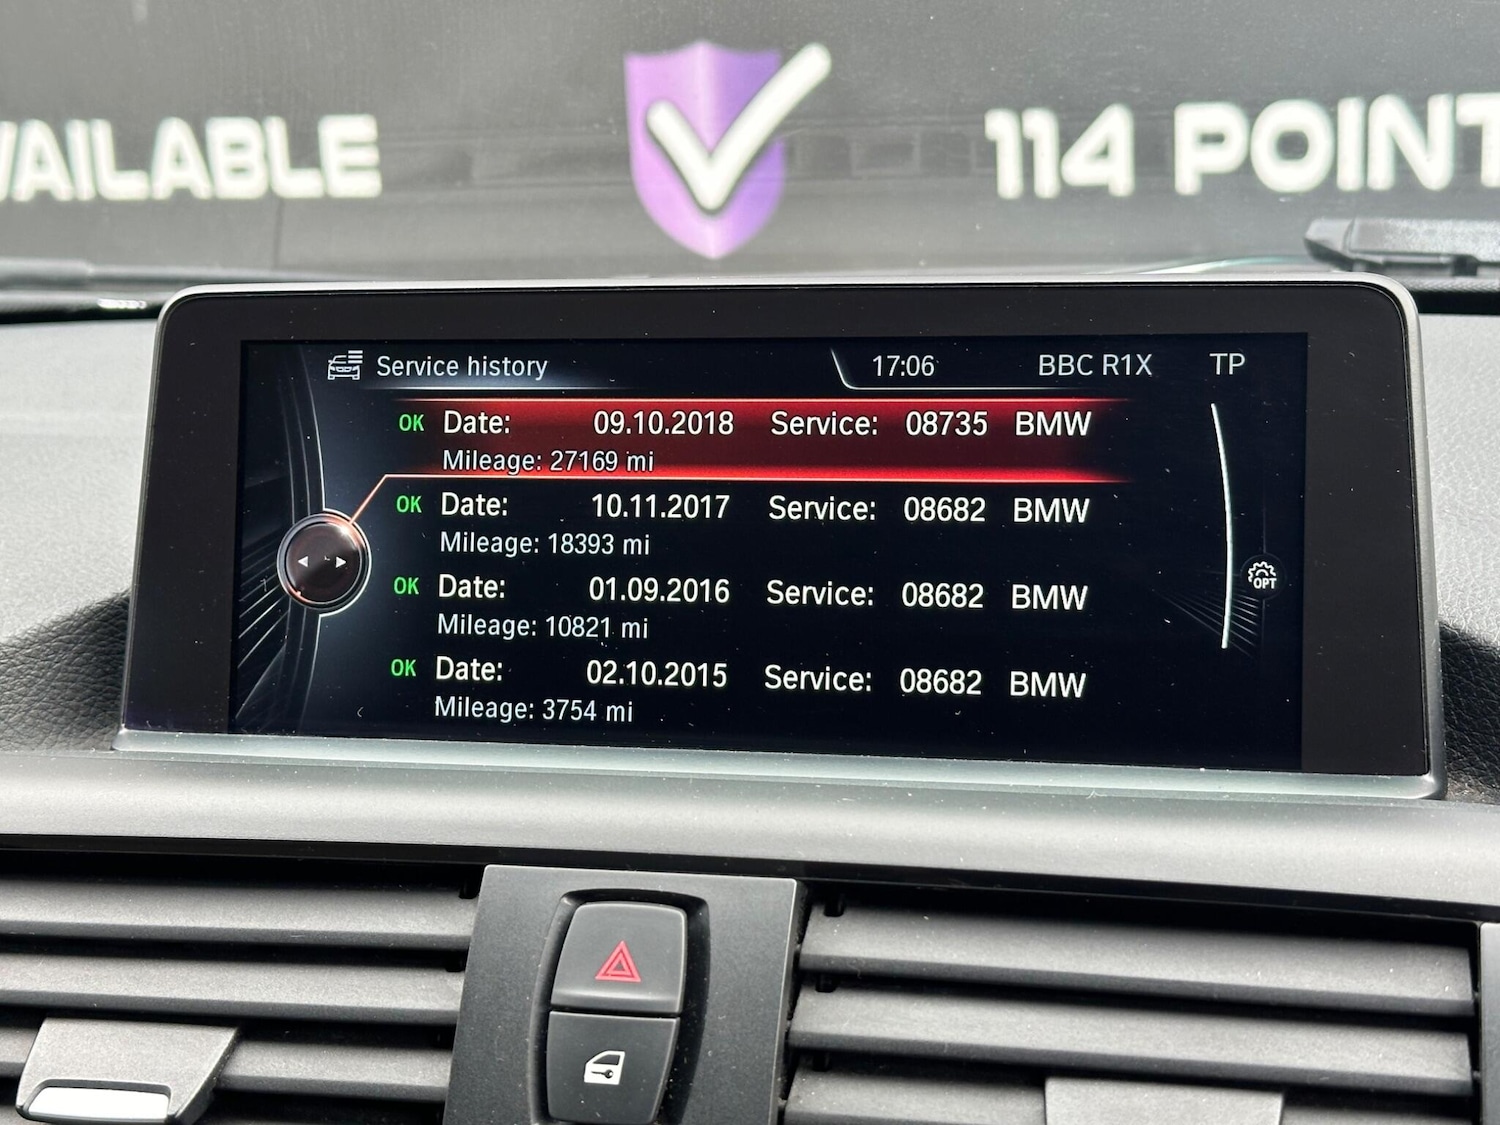 AILABLE
114 POINT
Service history 17:06 BBC R1X TP
OK Date: 09.10.2018 Service: 08735 BMW
Mileage: 27169 mi
OK Date: 10.11.2017 Service: 08682 BMW
Mileage: 18393 mi
OK Date: 01.09.2016 Service: 08682 BMW
Mileage: 10821 mi
OK Date: 02.10.2015 Service: 08682 BMW
Mileage: 3754 mi
OPT